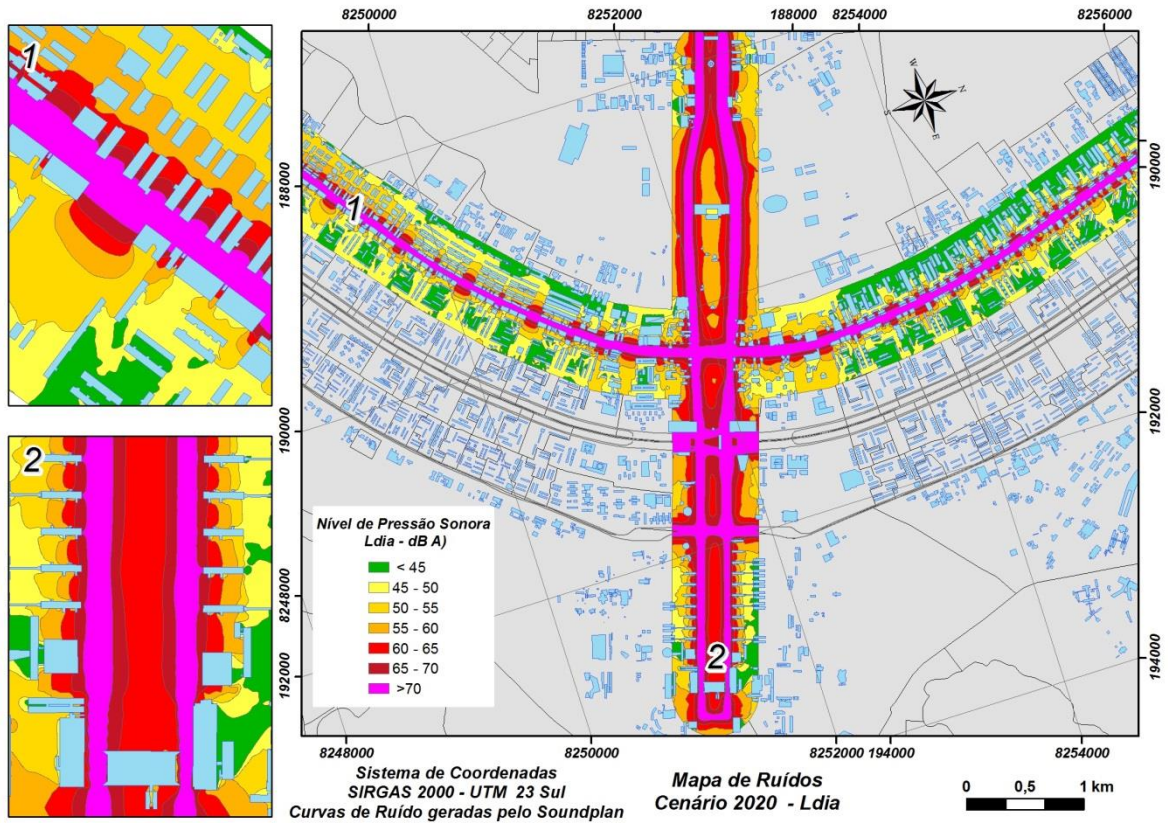 8250000
8252000
188000
8254000
8256000
1
188000
190000
1
W
N
S
E
190000
192000
2
8248000
192000
194000
Nível de Pressão Sonora
Ldia - dB A)
< 45
45 - 50
50 - 55
55 - 60
60 - 65
65 - 70
>70
2
8248000
8250000
8252000
194000
8254000
Sistema de Coordenadas
SIRGAS 2000 - UTM 23 Sul
Curvas de Ruído geradas pelo Soundplan
Mapa de Ruídos
Cenário 2020 - Ldia
0 0,5 1 km